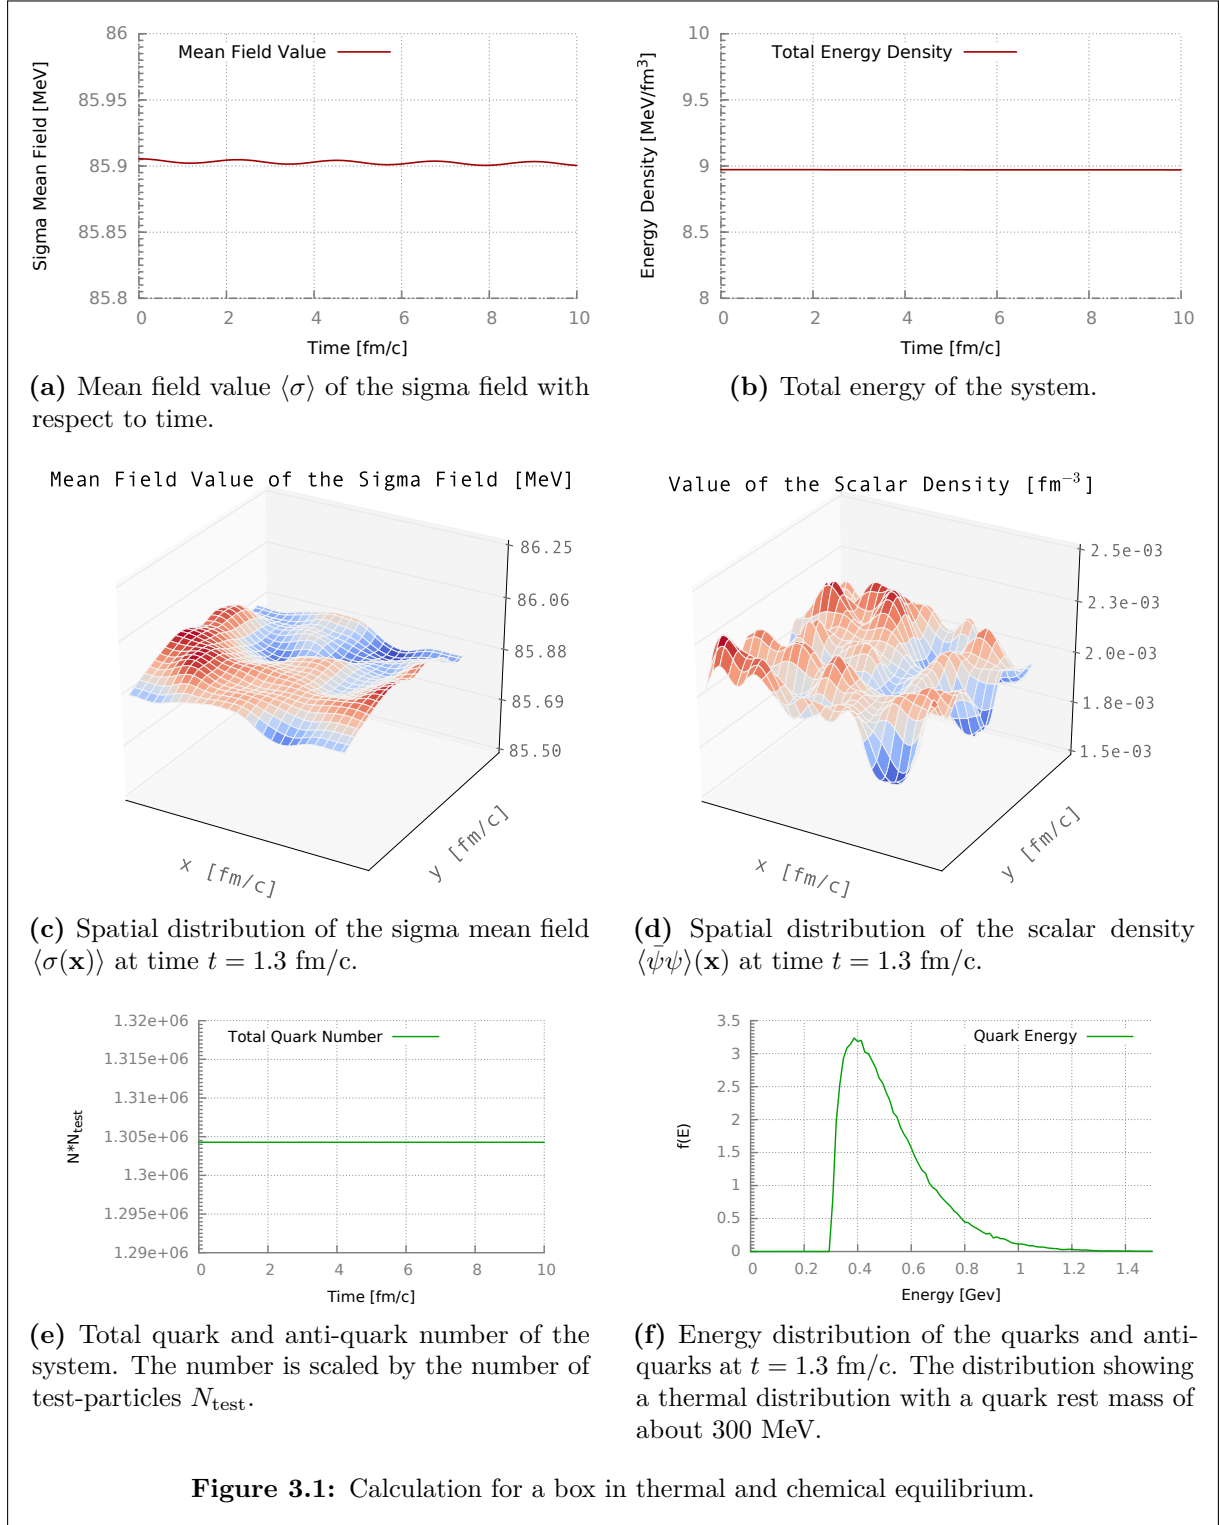 86
85.95
85.9
85.85
85.8
Sigma Mean Field [MeV]
Mean Field Value
0 2 4 6 8 10
Time [fm/c]
10
9.5
9
8.5
8
Energy Density [MeV/fm³]
Total Energy Density
0 2 4 6 8 10
Time [fm/c]
(a) Mean field value ⟨σ⟩ of the sigma field with
respect to time.
(b) Total energy of the system.
Mean Field Value of the Sigma Field [MeV]
86.25
86.06
85.88
85.69
85.50
x [fm/c]
y [fm/c]
Value of the Scalar Density [fm⁻³]
2.5e-03
2.3e-03
2.0e-03
1.8e-03
1.5e-03
x [fm/c]
y [fm/c]
(c) Spatial distribution of the sigma mean field
⟨σ(x)⟩ at time t = 1.3 fm/c.
(d) Spatial distribution of the scalar density
⟨ψ̄ψ⟩(x) at time t = 1.3 fm/c.
1.32e+06
1.315e+06
1.31e+06
1.305e+06
1.3e+06
1.295e+06
1.29e+06
N*Ntest
Total Quark Number
0 2 4 6 8 10
Time [fm/c]
3.5
3
2.5
2
1.5
1
0.5
0
f(E)
Quark Energy
0 0.2 0.4 0.6 0.8 1 1.2 1.4
Energy [Gev]
(e) Total quark and anti-quark number of the
system. The number is scaled by the number of
test-particles Ntest.
(f) Energy distribution of the quarks and anti-
quarks at t = 1.3 fm/c. The distribution showing
a thermal distribution with a quark rest mass of
about 300 MeV.
Figure 3.1: Calculation for a box in thermal and chemical equilibrium.